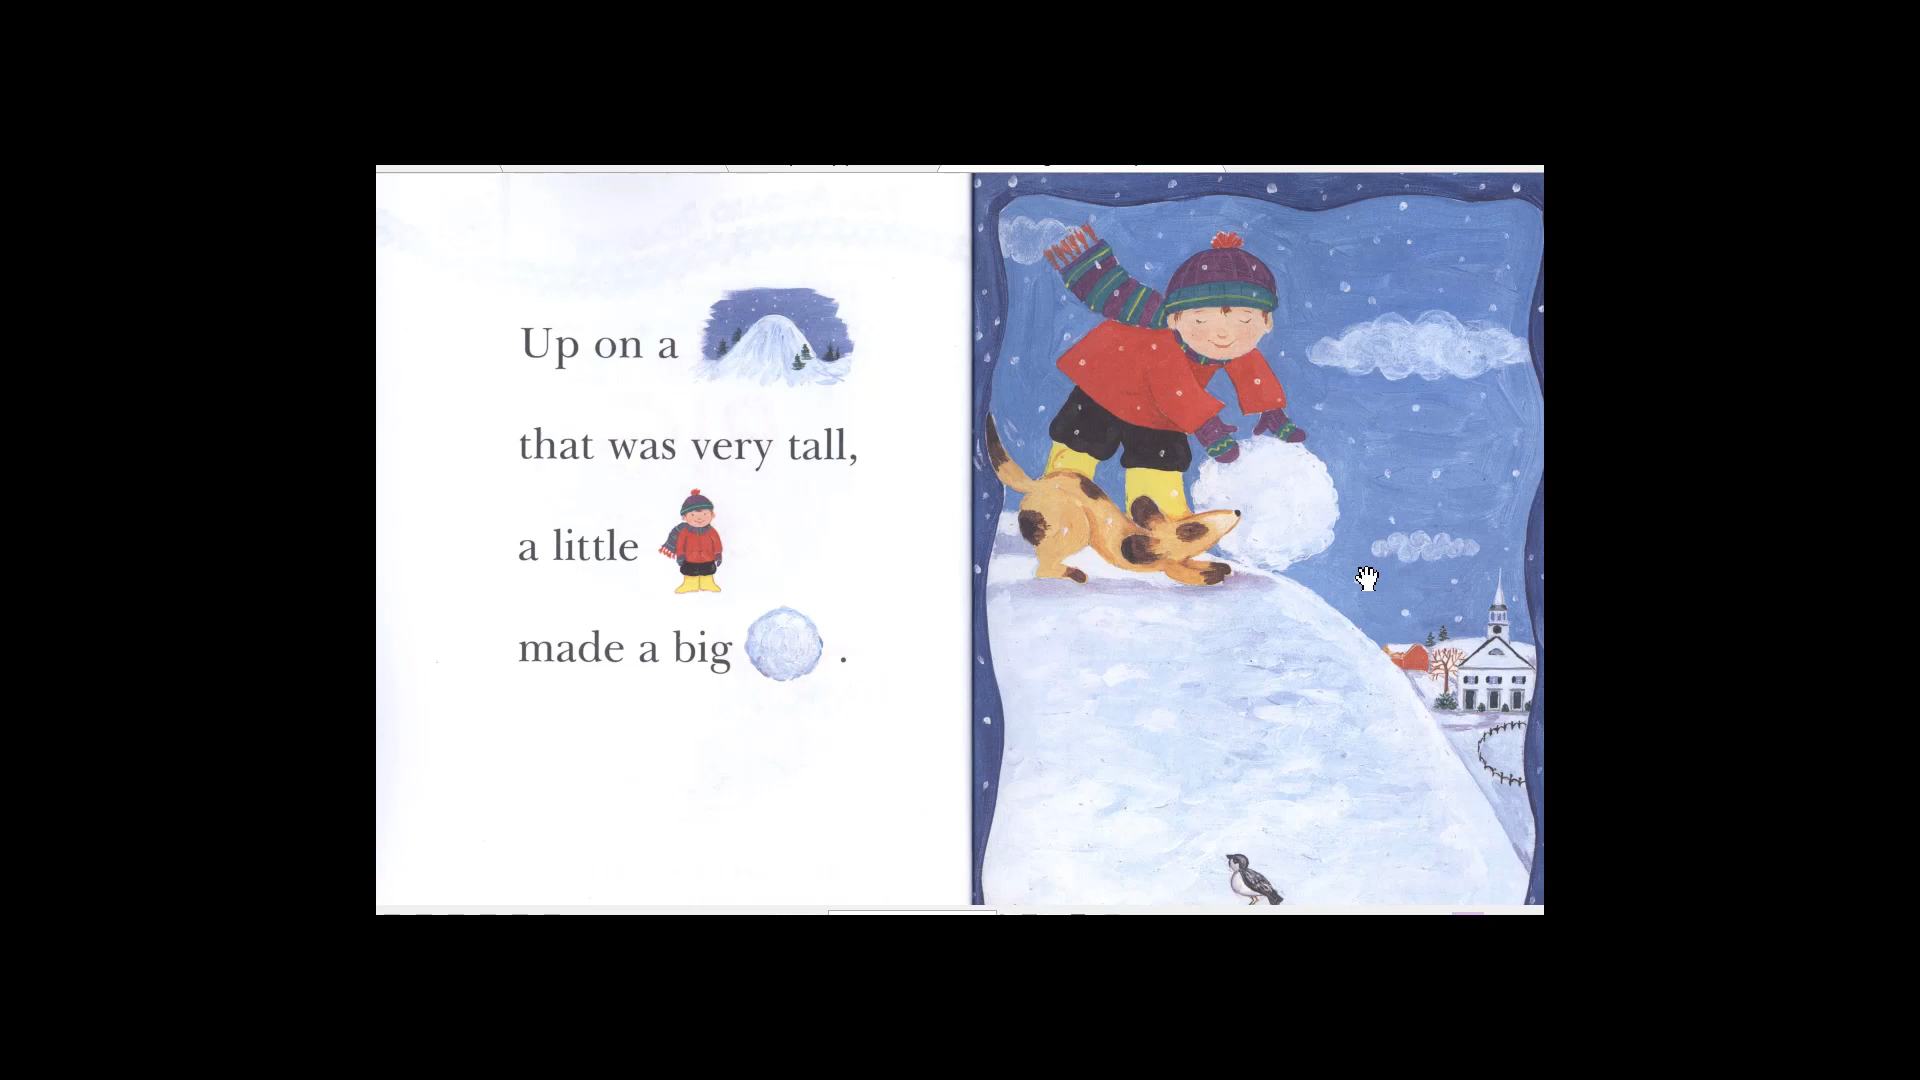 Up on a
that was very tall,
a little
made a big .